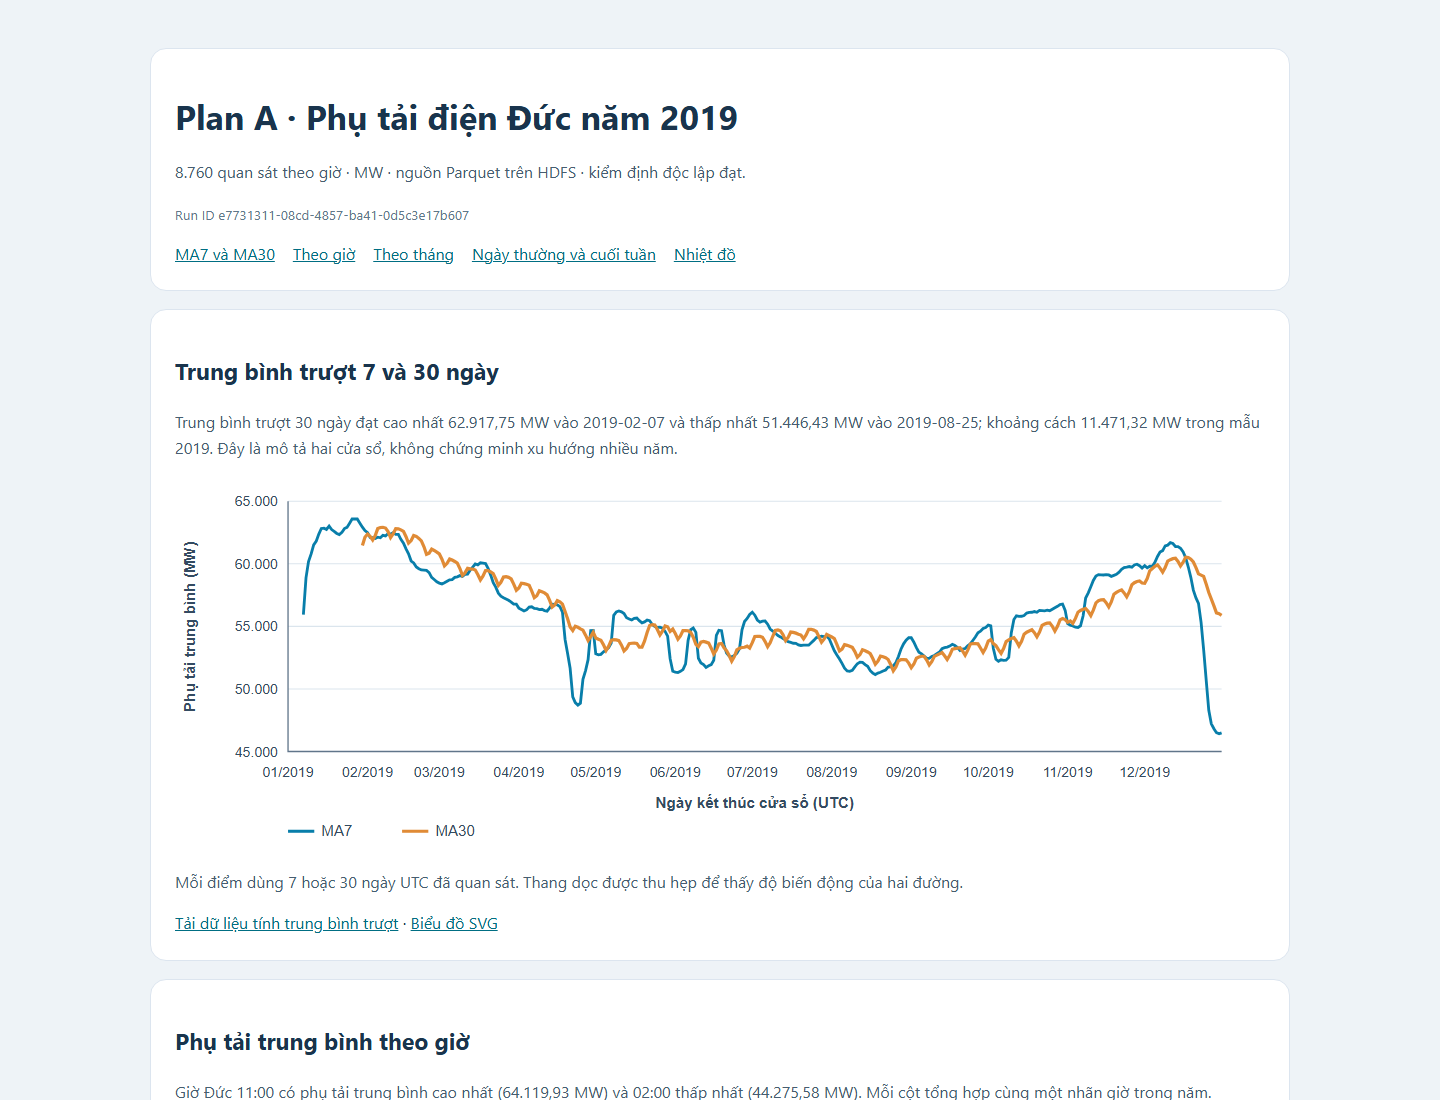 Plan A · Phụ tải điện Đức năm 2019
8.760 quan sát theo giờ · MW · nguồn Parquet trên HDFS · kiểm định độc lập đạt.
Run ID e7731311-08cd-4857-ba41-0d5c3e17b607
MA7 và MA30 Theo giờ Theo tháng Ngày thường và cuối tuần Nhiệt đồ
Trung bình trượt 7 và 30 ngày
Trung bình trượt 30 ngày đạt cao nhất 62.917,75 MW vào 2019-02-07 và thấp nhất 51.446,43 MW vào 2019-08-25; khoảng cách 11.471,32 MW trong mẫu
2019. Đây là mô tả hai cửa sổ, không chứng minh xu hướng nhiều năm.
Phụ tải trung bình (MW)
65.000
60.000
55.000
50.000
45.000
01/2019 02/2019 03/2019 04/2019 05/2019 06/2019 07/2019 08/2019 09/2019 10/2019 11/2019 12/2019
Ngày kết thúc cửa sổ (UTC)
MA7 MA30
Mỗi điểm dùng 7 hoặc 30 ngày UTC đã quan sát. Thang dọc được thu hẹp để thấy độ biến động của hai đường.
Tải dữ liệu tính trung bình trượt · Biểu đồ SVG
Phụ tải trung bình theo giờ
Giờ Đức 11:00 có phụ tải trung bình cao nhất (64.119,93 MW) và 02:00 thấp nhất (44.275,58 MW). Mỗi cột tổng hợp cùng một nhãn giờ trong năm.